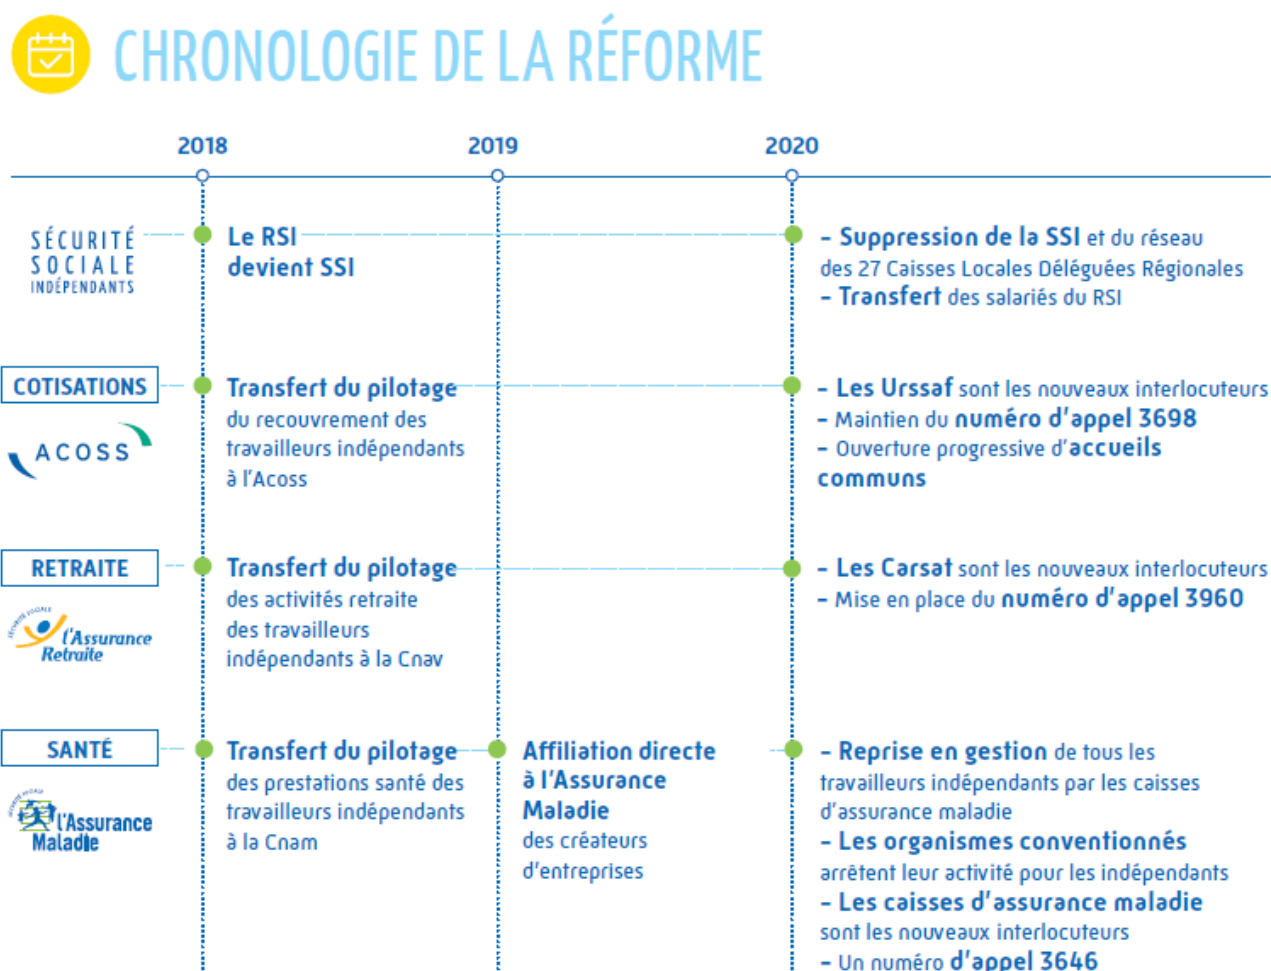 CHRONOLOGIE DE LA RÉFORME
2018
2019
2020
SÉCURITÉ
SOCIALE
INDÉPENDANTS
Le RSI
devient SSI
– Suppression de la SSI et du réseau
des 27 Caisses Locales Déléguées Régionales
– Transfert des salariés du RSI
COTISATIONS
ACOSS
Transfert du pilotage
du recouvrement des
travailleurs indépendants
à l'Acoss
– Les Urssaf sont les nouveaux interlocuteurs
– Maintien du numéro d'appel 3698
– Ouverture progressive d'accueils
communs
RETRAITE
SÉCURITÉ SOCIALE
l'Assurance
Retraite
Transfert du pilotage
des activités retraite
des travailleurs
indépendants à la Cnav
– Les Carsat sont les nouveaux interlocuteurs
– Mise en place du numéro d'appel 3960
SANTÉ
SÉCURITÉ SOCIALE
l'Assurance
Maladie
Transfert du pilotage
des prestations santé des
travailleurs indépendants
à la Cnam
Affiliation directe
à l'Assurance
Maladie
des créateurs
d'entreprises
– Reprise en gestion de tous les
travailleurs indépendants par les caisses
d'assurance maladie
– Les organismes conventionnés
arrêtent leur activité pour les indépendants
– Les caisses d'assurance maladie
sont les nouveaux interlocuteurs
– Un numéro d'appel 3646